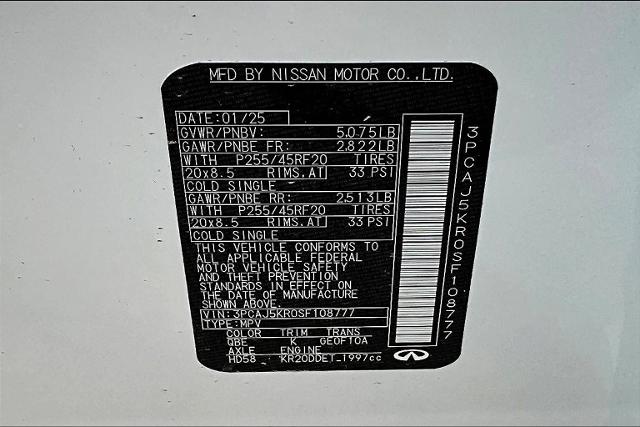 MFD BY NISSAN MOTOR CO.,LTD.
DATE:01/25
GVWR/PNBV: 5,075LB
GAWR/PNBE FR: 2,822LB
WITH P255/45RF20 TIRES
20x8.5 RIMS.AT 33 PSI
COLD SINGLE
GAWR/PNBE RR: 2,513LB
WITH P255/45RF20 TIRES
20x8.5 RIMS.AT 33 PSI
COLD SINGLE
THIS VEHICLE CONFORMS TO
ALL APPLICABLE FEDERAL
MOTOR VEHICLE SAFETY
AND THEFT PREVENTION
STANDARDS IN EFFECT ON
THE DATE OF MANUFACTURE
SHOWN ABOVE.
VIN: 3PCAJ5KR0SF108777
TYPE:MPV
COLOR TRIM TRANS
QBE K GE0F10A
AXLE ENGINE
HD58 KR20DDET 1997cc
3PCAJ5KR0SF108777